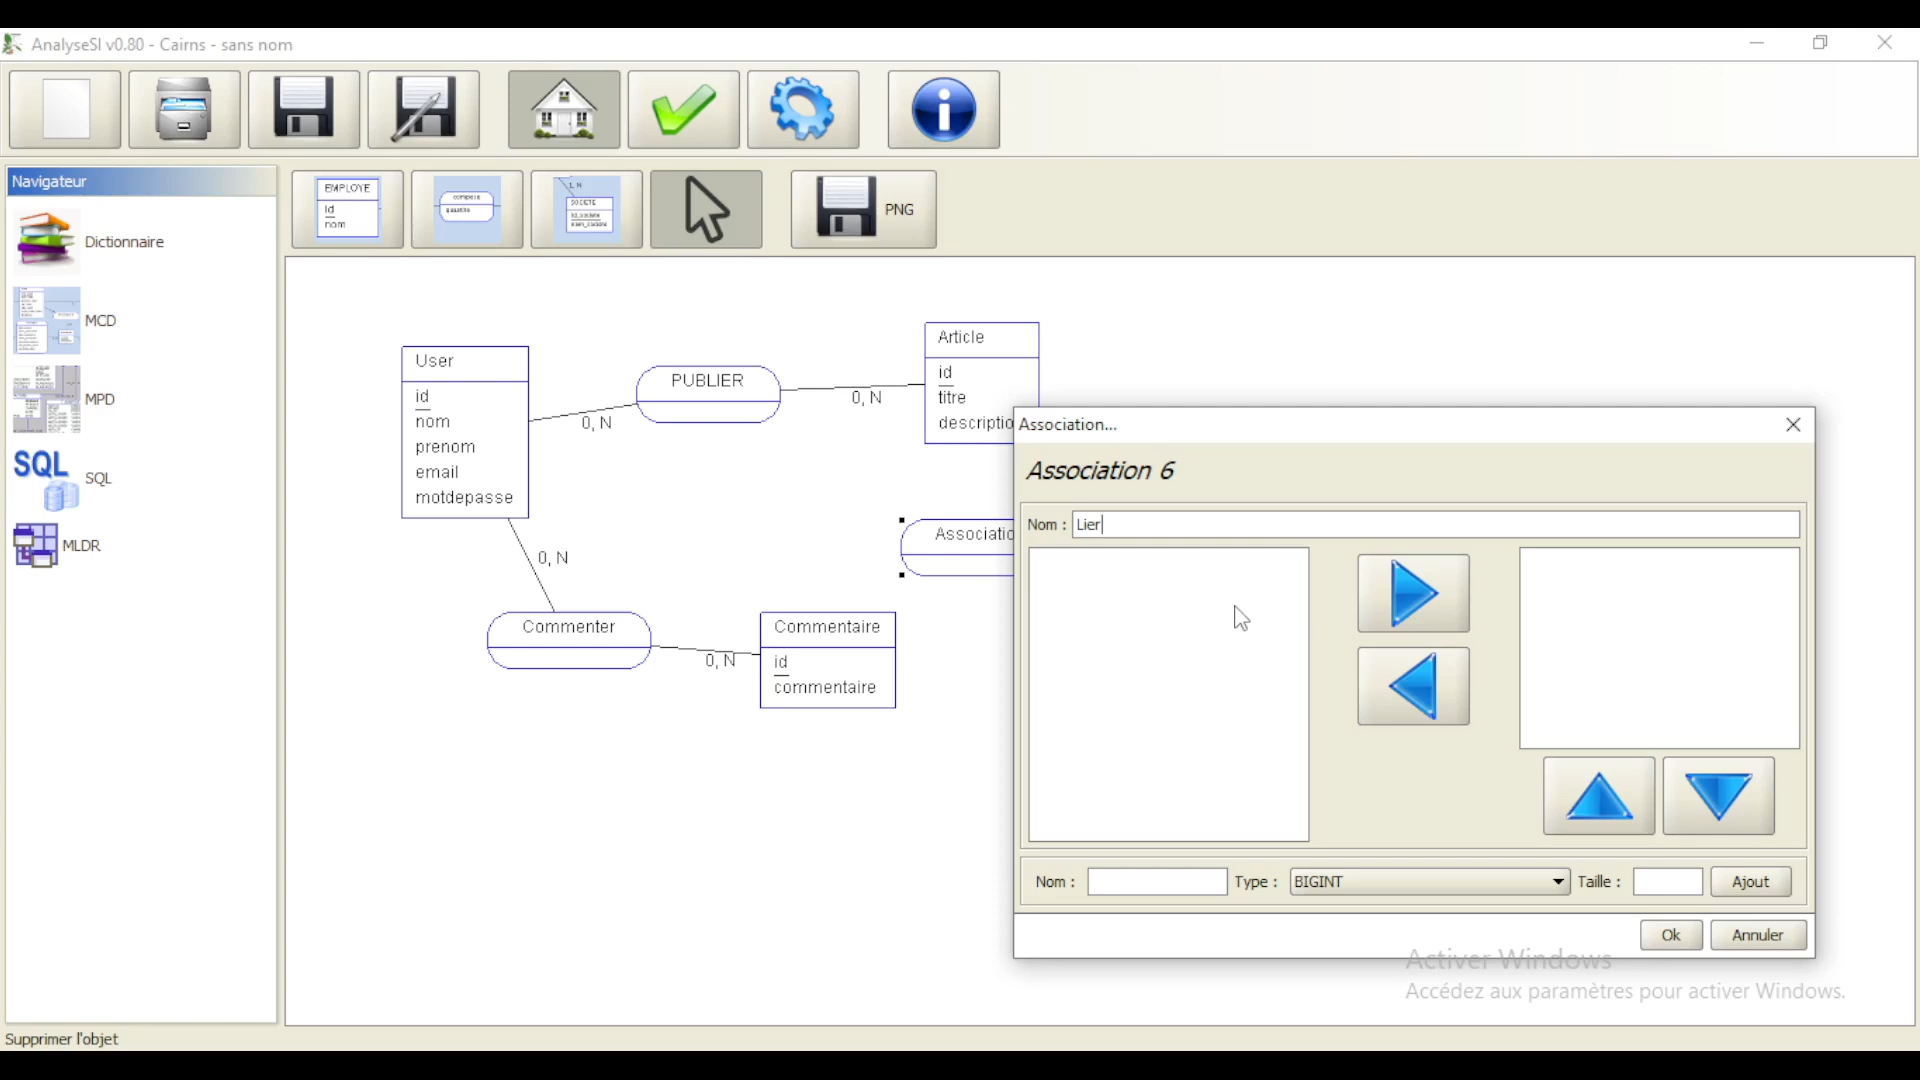 AnalyseSI v0.80 - Cairns - sans nom
Navigateur
Dictionnaire
MCD
MPD
SQL
SQL
MLDR
EMPLOYE
id
nom
SOCIETE
PNG
User
id
nom
prenom
email
motdepasse
PUBLIER
0, N
0, N
Article
id
titre
descriptio
0, N
Commenter
0, N
Commentaire
id
commentaire
Associatio
Association...
Association 6
Nom : Lier
Nom :
Type : BIGINT
Taille :
Ajout
Ok
Annuler
Activer Windows
Accédez aux paramètres pour activer Windows.
Supprimer l'objet